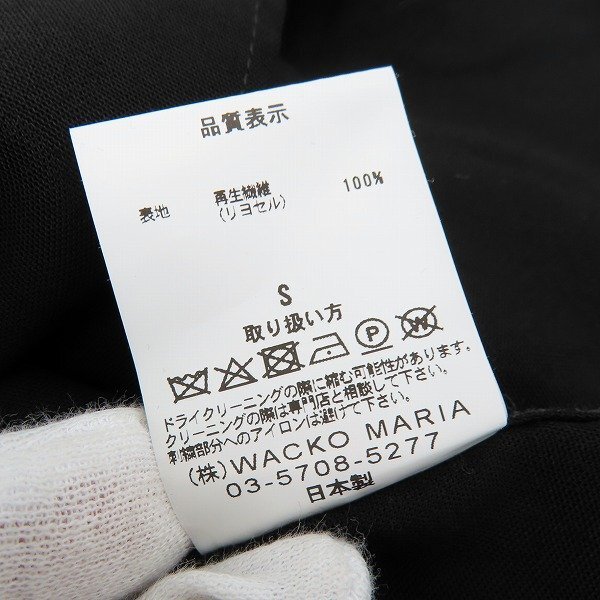 品質表示
表地 再生繊維 100%
(リヨセル)
S
取り扱い方
P W
ドライクリーニングの際に縮む可能性があります。
クリーニングの際は専門店と相談して下さい。
刺繍部分へのアイロンは避けて下さい。
(株) WACKO MARIA
03-5708-5277
日本製